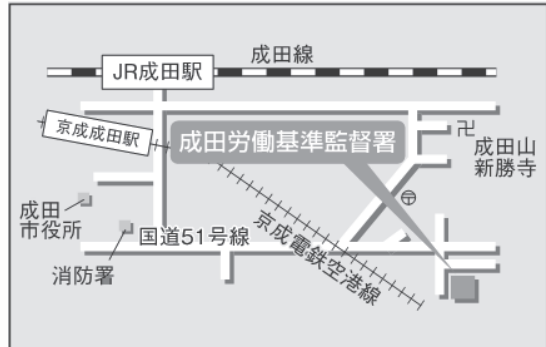 成田線
JR成田駅
京成成田駅
成田労働基準監督署
卍
成田山
新勝寺
〒
成田
市役所
国道51号線
消防署
京成電鉄空港線